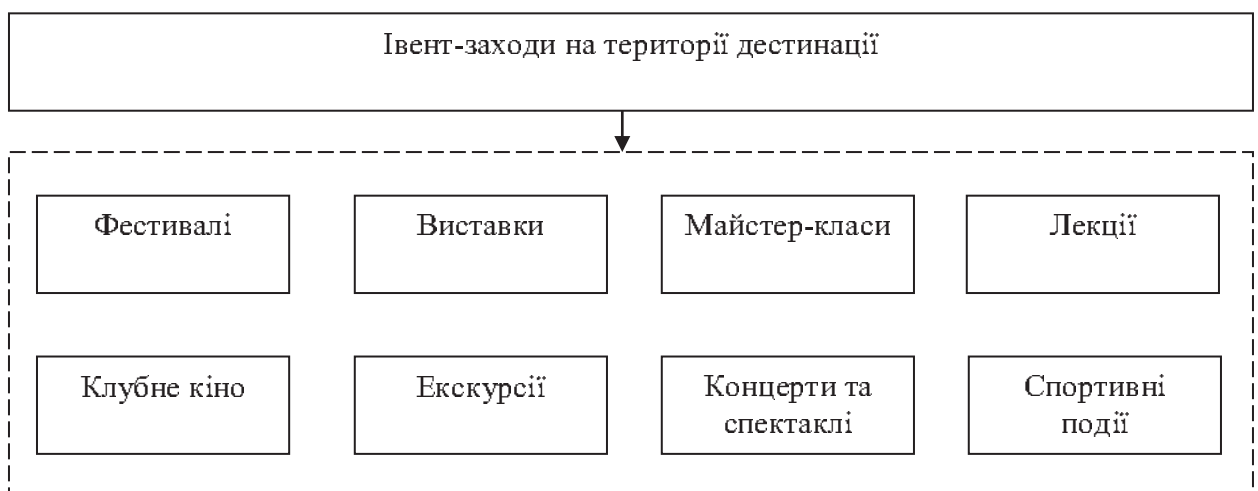 Івент-заходи на території дестинації
Фестивалі
Виставки
Майстер-класи
Лекції
Клубне кіно
Екскурсії
Концерти та
спектаклі
Спортивні
події